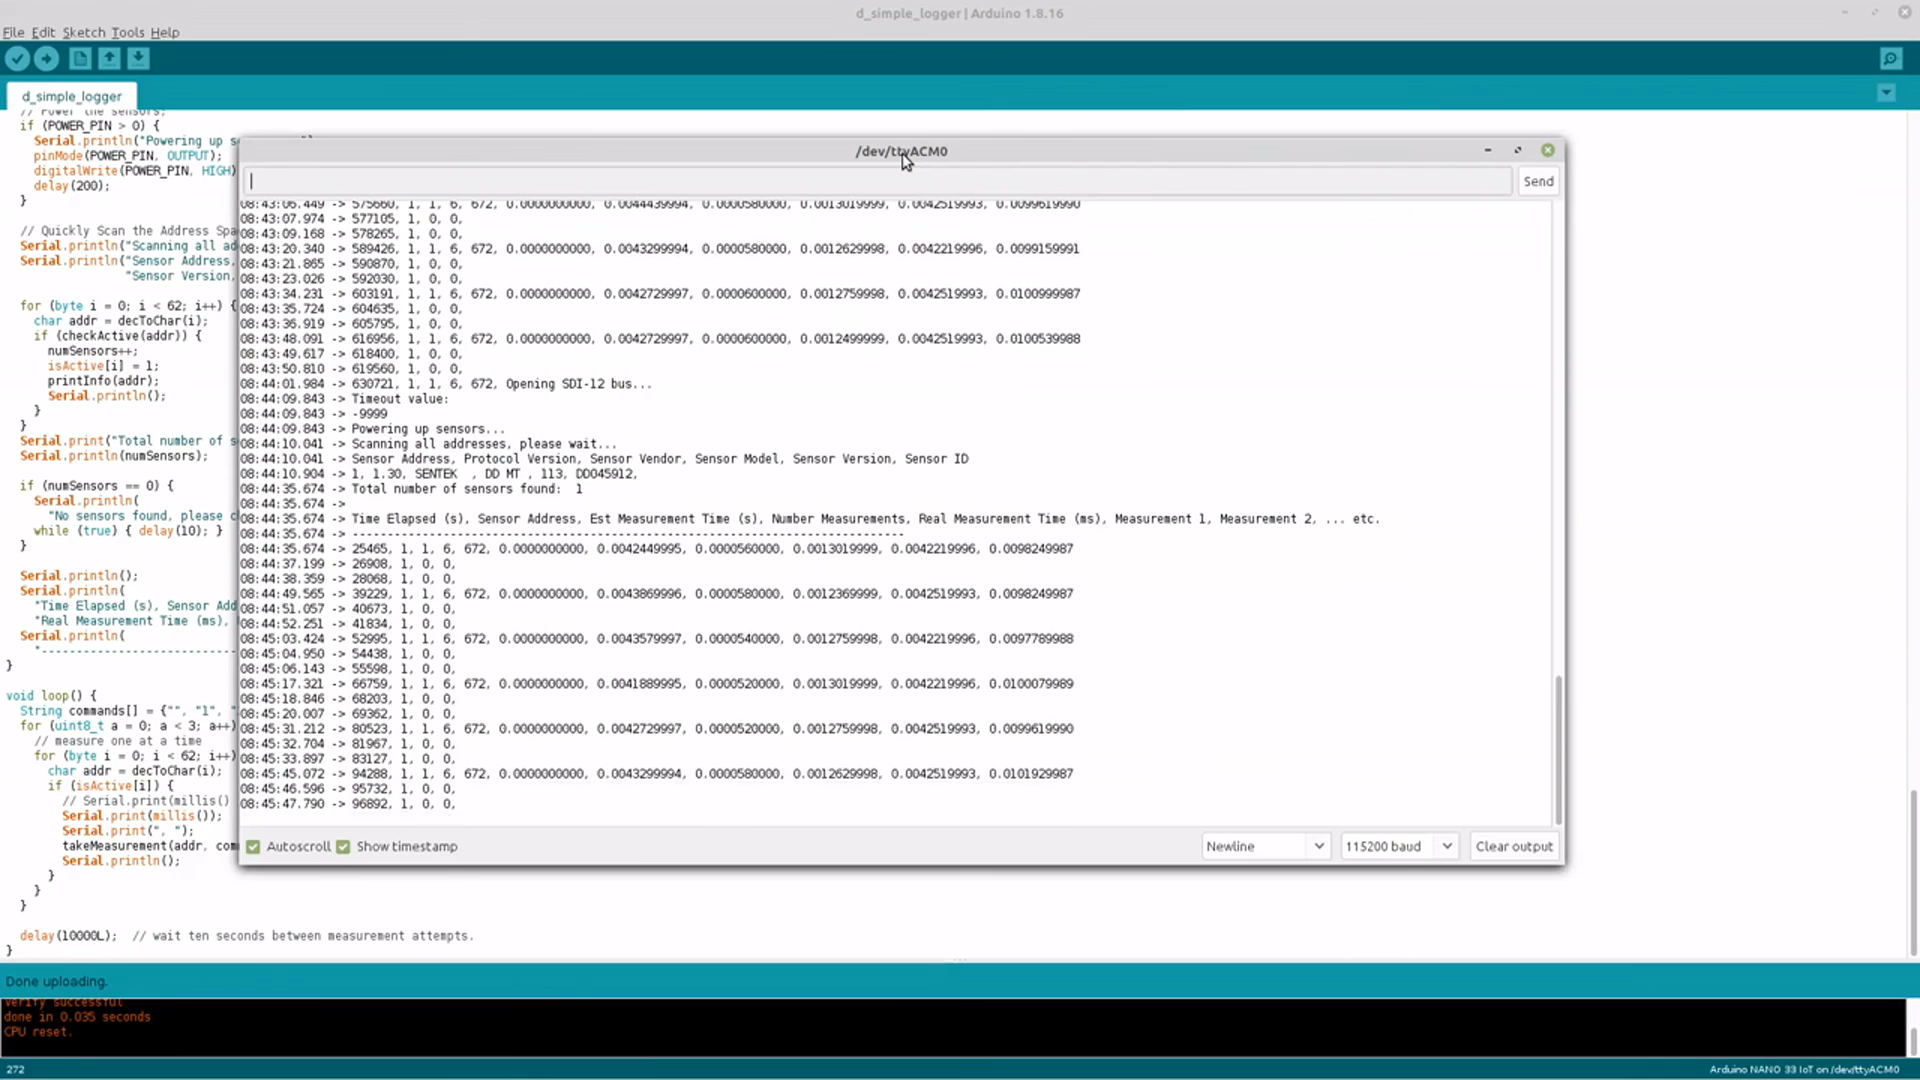 d_simple_logger | Arduino 1.8.16
File Edit Sketch Tools Help
d_simple_logger
// Power the sensors;
if (POWER_PIN > 0) {
Serial.println("Powering up s
pinMode(POWER_PIN, OUTPUT);
digitalWrite(POWER_PIN, HIGH)
delay(200);
}
// Quickly Scan the Address Spa
Serial.println("Scanning all ad
Serial.println("Sensor Address,
"Sensor Version,
for (byte i = 0; i < 62; i++) {
char addr = decToChar(i);
if (checkActive(addr)) {
numSensors++;
isActive[i] = 1;
printInfo(addr);
Serial.println();
}
}
Serial.print("Total number of s
Serial.println(numSensors);
if (numSensors == 0) {
Serial.println(
"No sensors found, please c
while (true) { delay(10); }
}
Serial.println();
Serial.println(
"Time Elapsed (s), Sensor Add
"Real Measurement Time (ms),
Serial.println(
"----------------------------
}
void loop() {
String commands[] = {"", "1", "
for (uint8_t a = 0; a < 3; a++)
// measure one at a time
for (byte i = 0; i < 62; i++)
char addr = decToChar(i);
if (isActive[i]) {
// Serial.print(millis()
Serial.print(millis());
Serial.print(", ");
takeMeasurement(addr, com
Serial.println();
}
}
}
delay(10000L);  // wait ten seconds between measurement attempts.
}
/dev/ttyACM0
Send
08:43:06.449 -> 575660, 1, 1, 6, 672, 0.0000000000, 0.0044439994, 0.0000580000, 0.0013019999, 0.0042519993, 0.0099619990
08:43:07.974 -> 577105, 1, 0, 0,
08:43:09.168 -> 578265, 1, 0, 0,
08:43:20.340 -> 589426, 1, 1, 6, 672, 0.0000000000, 0.0043299994, 0.0000580000, 0.0012629998, 0.0042219996, 0.0099159991
08:43:21.865 -> 590870, 1, 0, 0,
08:43:23.026 -> 592030, 1, 0, 0,
08:43:34.231 -> 603191, 1, 1, 6, 672, 0.0000000000, 0.0042729997, 0.0000600000, 0.0012759998, 0.0042519993, 0.0100999987
08:43:35.724 -> 604635, 1, 0, 0,
08:43:36.919 -> 605795, 1, 0, 0,
08:43:48.091 -> 616956, 1, 1, 6, 672, 0.0000000000, 0.0042729997, 0.0000600000, 0.0012499999, 0.0042519993, 0.0100539988
08:43:49.617 -> 618400, 1, 0, 0,
08:43:50.810 -> 619560, 1, 0, 0,
08:44:01.984 -> 630721, 1, 1, 6, 672, Opening SDI-12 bus...
08:44:09.843 -> Timeout value:
08:44:09.843 -> -9999
08:44:09.843 -> Powering up sensors...
08:44:10.041 -> Scanning all addresses, please wait...
08:44:10.041 -> Sensor Address, Protocol Version, Sensor Vendor, Sensor Model, Sensor Version, Sensor ID
08:44:10.904 -> 1, 1.30, SENTEK  , DD MT , 113, DD045912,
08:44:35.674 -> Total number of sensors found:  1
08:44:35.674 ->
08:44:35.674 -> Time Elapsed (s), Sensor Address, Est Measurement Time (s), Number Measurements, Real Measurement Time (ms), Measurement 1, Measurement 2, ... etc.
08:44:35.674 -> -------------------------------------------------------------------------------
08:44:35.674 -> 25465, 1, 1, 6, 672, 0.0000000000, 0.0042449995, 0.0000560000, 0.0013019999, 0.0042219996, 0.0098249987
08:44:37.199 -> 26908, 1, 0, 0,
08:44:38.359 -> 28068, 1, 0, 0,
08:44:49.565 -> 39229, 1, 1, 6, 672, 0.0000000000, 0.0043869996, 0.0000580000, 0.0012369999, 0.0042519993, 0.0098249987
08:44:51.057 -> 40673, 1, 0, 0,
08:44:52.251 -> 41834, 1, 0, 0,
08:45:03.424 -> 52995, 1, 1, 6, 672, 0.0000000000, 0.0043579997, 0.0000540000, 0.0012759998, 0.0042219996, 0.0097789988
08:45:04.950 -> 54438, 1, 0, 0,
08:45:06.143 -> 55598, 1, 0, 0,
08:45:17.321 -> 66759, 1, 1, 6, 672, 0.0000000000, 0.0041889995, 0.0000520000, 0.0013019999, 0.0042219996, 0.0100079989
08:45:18.846 -> 68203, 1, 0, 0,
08:45:20.007 -> 69362, 1, 0, 0,
08:45:31.212 -> 80523, 1, 1, 6, 672, 0.0000000000, 0.0042729997, 0.0000520000, 0.0012759998, 0.0042519993, 0.0099619990
08:45:32.704 -> 81967, 1, 0, 0,
08:45:33.897 -> 83127, 1, 0, 0,
08:45:45.072 -> 94288, 1, 1, 6, 672, 0.0000000000, 0.0043299994, 0.0000580000, 0.0012629998, 0.0042519993, 0.0101929987
08:45:46.596 -> 95732, 1, 0, 0,
08:45:47.790 -> 96892, 1, 0, 0,
Autoscroll Show timestamp Newline 115200 baud Clear output
Done uploading.
Verify successful
done in 0.035 seconds
CPU reset.
272 Arduino NANO 33 IoT on /dev/ttyACM0